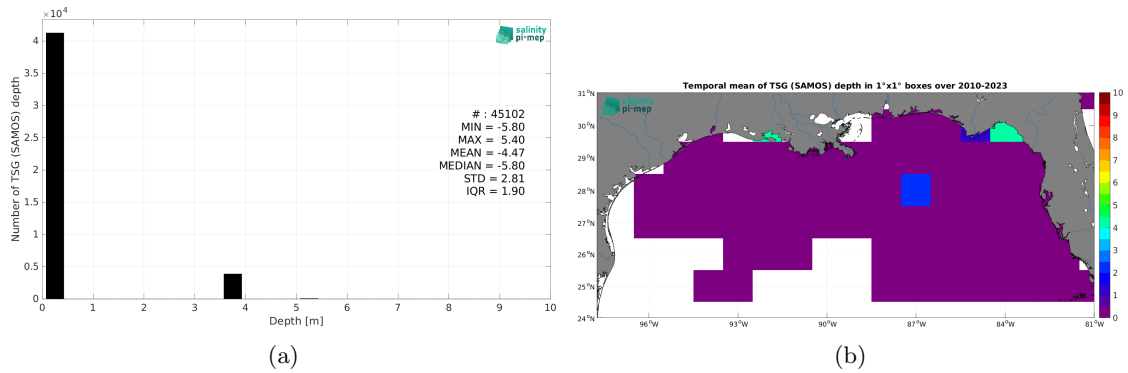 ×10⁴
4
3.5
3
2.5
2
1.5
1
0.5
0
Number of TSG (SAMOS) depth
salinity
pi-mep
# : 45102
MIN = -5.80
MAX = 5.40
MEAN = -4.47
MEDIAN = -5.80
STD = 2.81
IQR = 1.90
0 1 2 3 4 5 6 7 8 9 10
Depth [m]
(a)
Temporal mean of TSG (SAMOS) depth in 1°x1° boxes over 2010-2023
salinity
pi-mep
31°N
30°N
29°N
28°N
27°N
26°N
25°N
24°N
96°W 93°W 90°W 87°W 84°W 81°W
10
9
8
7
6
5
4
3
2
1
0
(b)